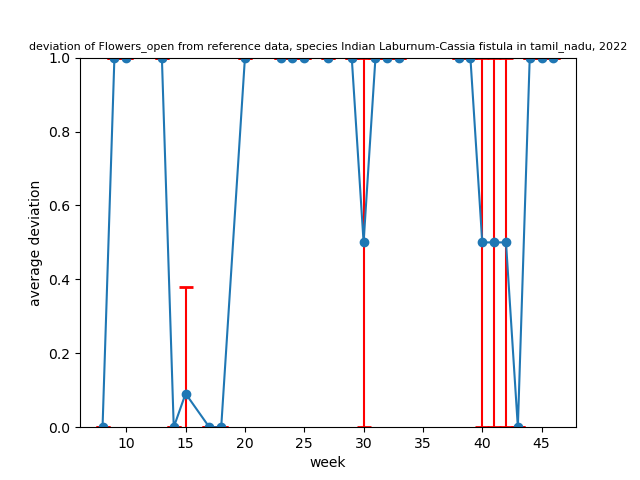 deviation of Flowers_open from reference data, species Indian Laburnum-Cassia fistula in tamil_nadu, 2022
1.0
0.8
0.6
0.4
0.2
0.0
average deviation
10 15 20 25 30 35 40 45
week